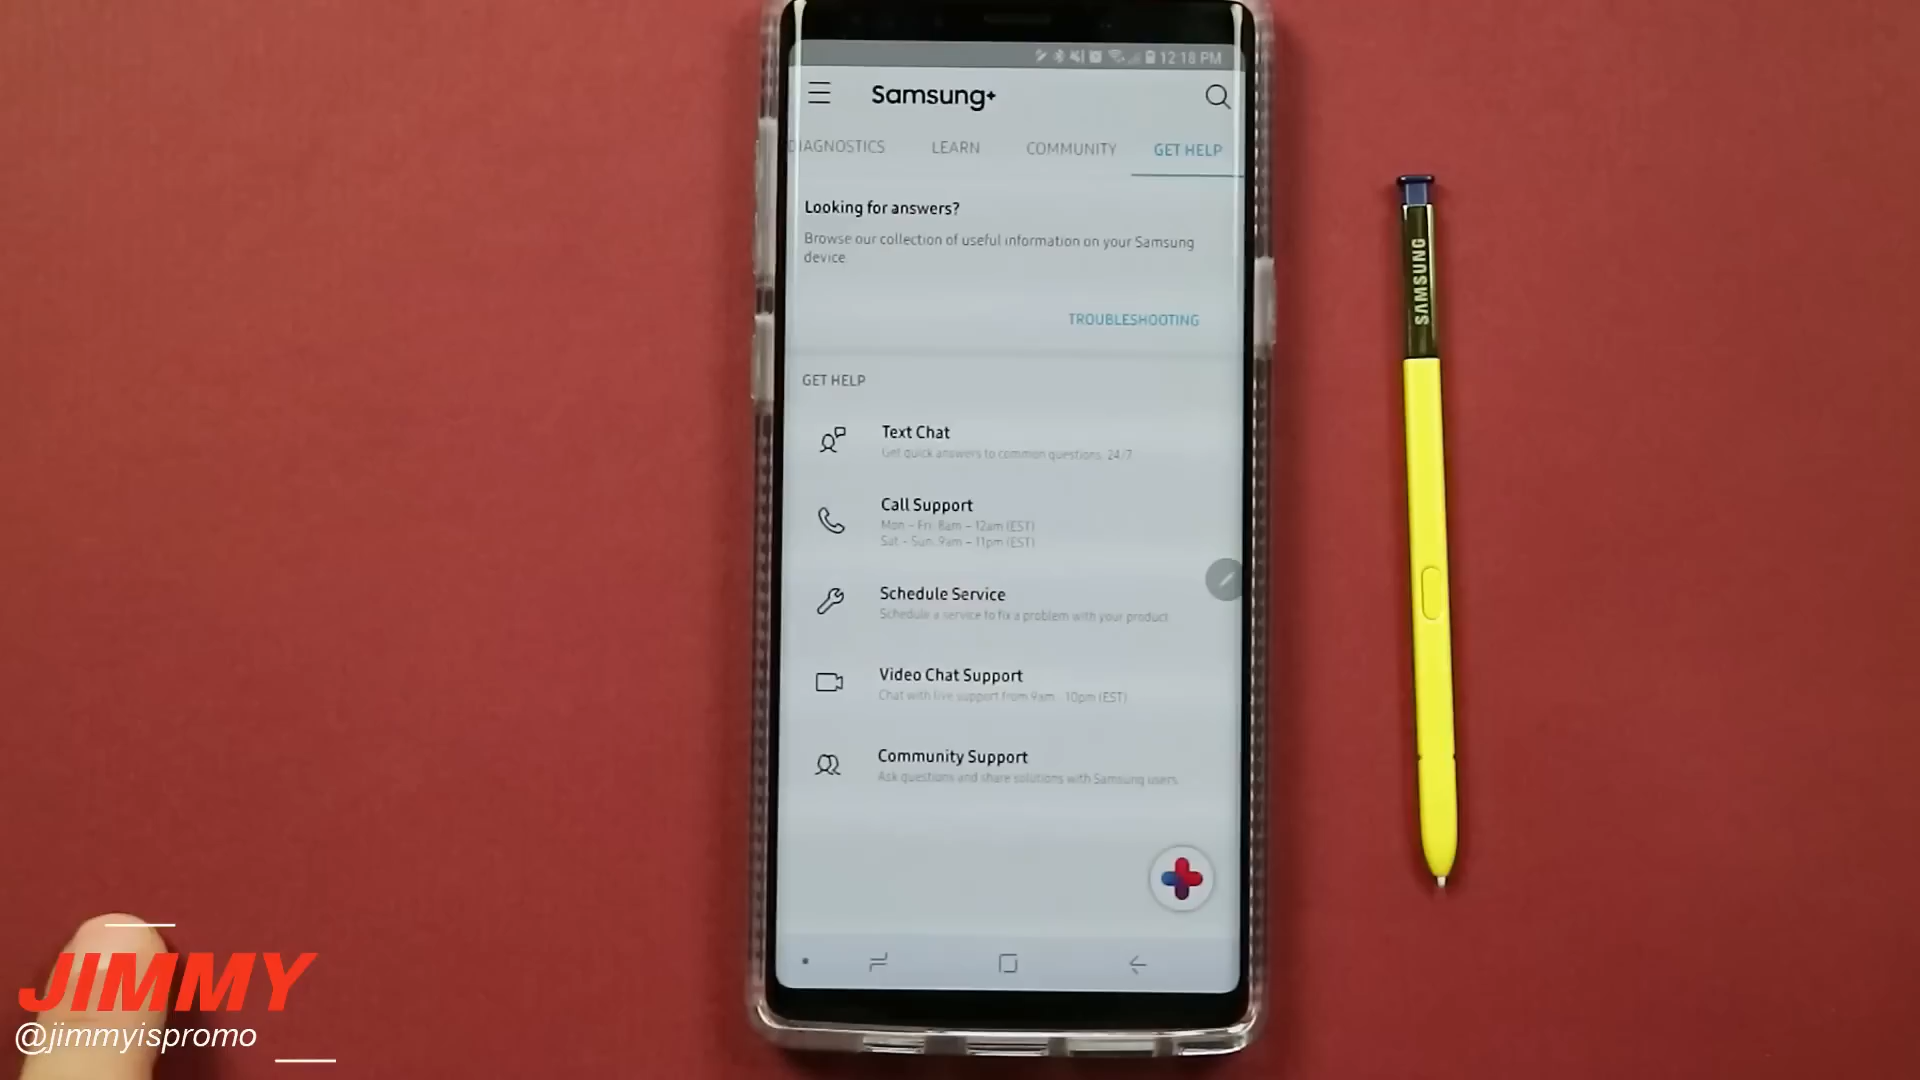 12:18 PM
Samsung+
DIAGNOSTICS LEARN COMMUNITY GET HELP
Looking for answers?
Browse our collection of useful information on your Samsung
device
TROUBLESHOOTING
GET HELP
Text Chat
Get quick answers to common questions, 24/7
Call Support
Mon - Fri: 8am - 12am (EST)
Sat - Sun: 9am - 11pm (EST)
Schedule Service
Schedule a service to fix a problem with your product
Video Chat Support
Chat with live support from 9am - 10pm (EST)
Community Support
Ask questions and share solutions with Samsung users
SAMSUNG
JIMMY
@jimmyispromo